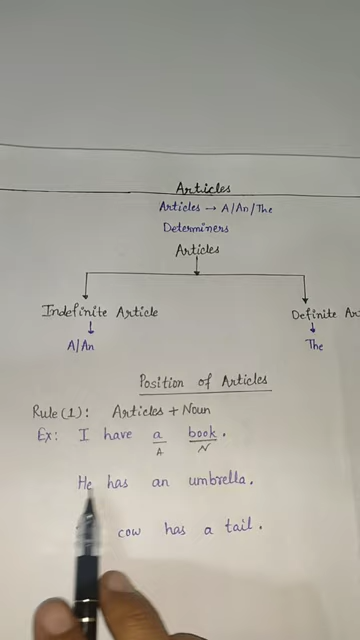 Articles
Articles → A/An/The
Determiners
Articles
Indefinite Article Definite Ar
↓ ↓
A/An The
Position of Articles
Rule (1): Articles + Noun
Ex: I have a book.
A N
He has an umbrella.
cow has a tail.